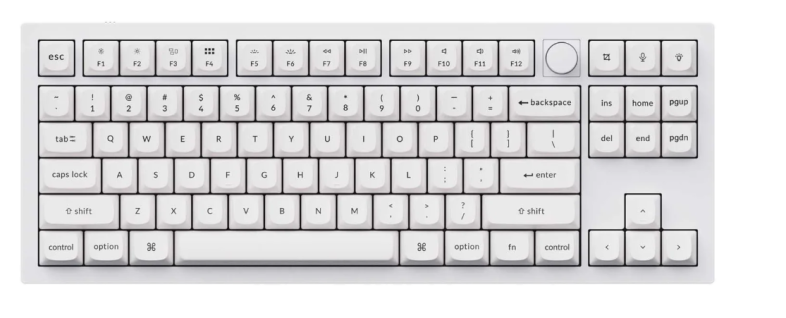 esc F1 F2 F3 F4 F5 F6 F7 F8 F9 F10 F11 F12
~ ! @ # $ % ^ & * ( ) — +
` 1 2 3 4 5 6 7 8 9 0 - = ← backspace ins home pgup
tab Q W E R T Y U I O P { } |
[ ] \ del end pgdn
caps lock A S D F G H J K L : "
; ' ↵ enter
⇧ shift Z X C V B N M < > ?
, . / ⇧ shift ^
control option ⌘ ⌘ option fn control < ⌄ >